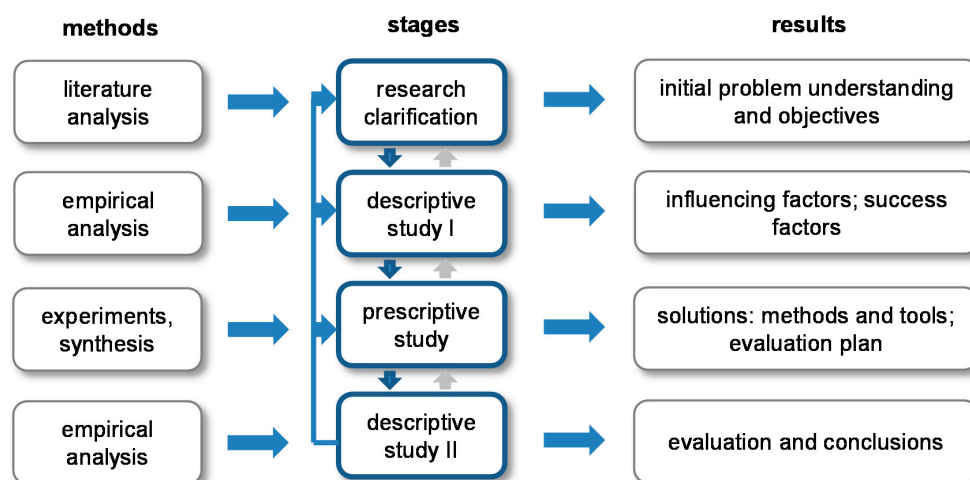 methods
stages
results
literature
analysis
research
clarification
initial problem understanding
and objectives
empirical
analysis
descriptive
study I
influencing factors; success
factors
experiments,
synthesis
prescriptive
study
solutions: methods and tools;
evaluation plan
empirical
analysis
descriptive
study II
evaluation and conclusions